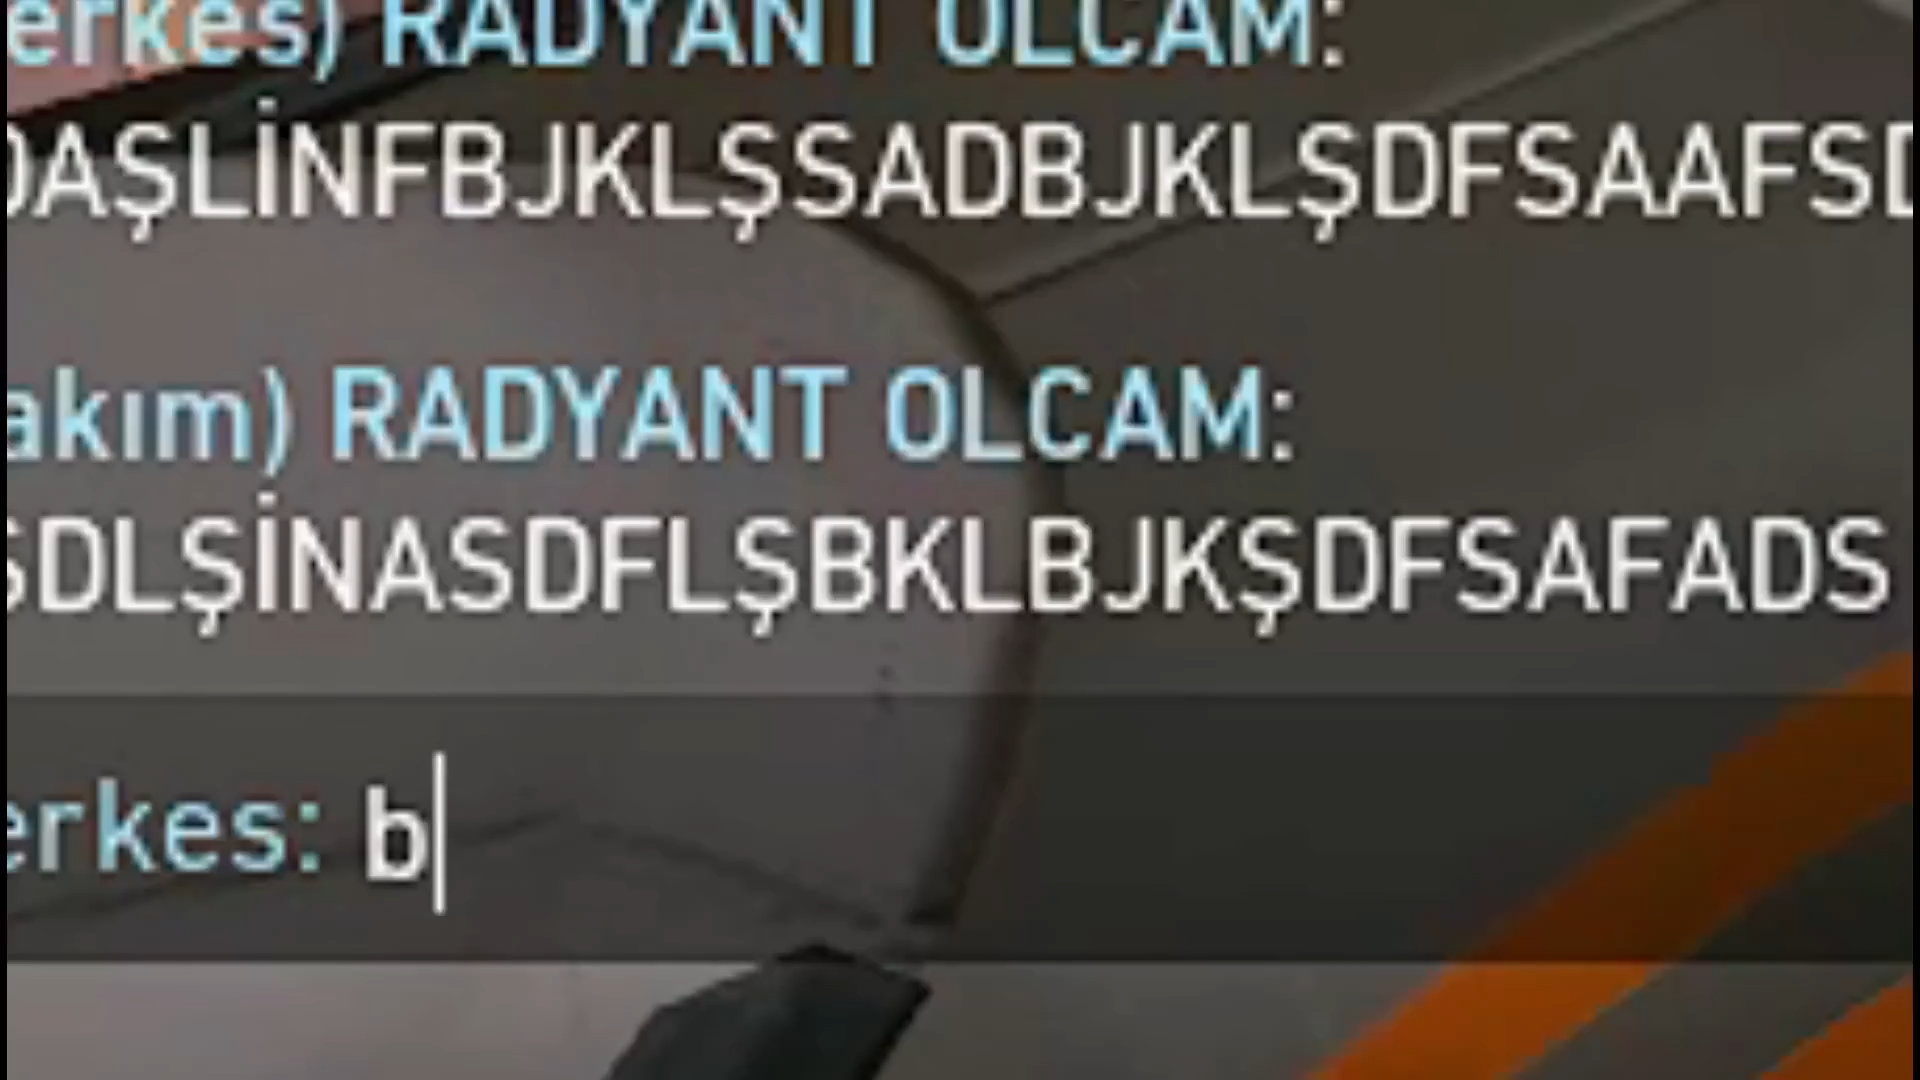 erkes) RADYANT OLCAM:
DAŞLİNFBJKLŞSADBJKLŞDFSAAFSD
akım) RADYANT OLCAM:
SDLŞİNASDFLŞBKLBJKŞDFSAFADS
erkes: b